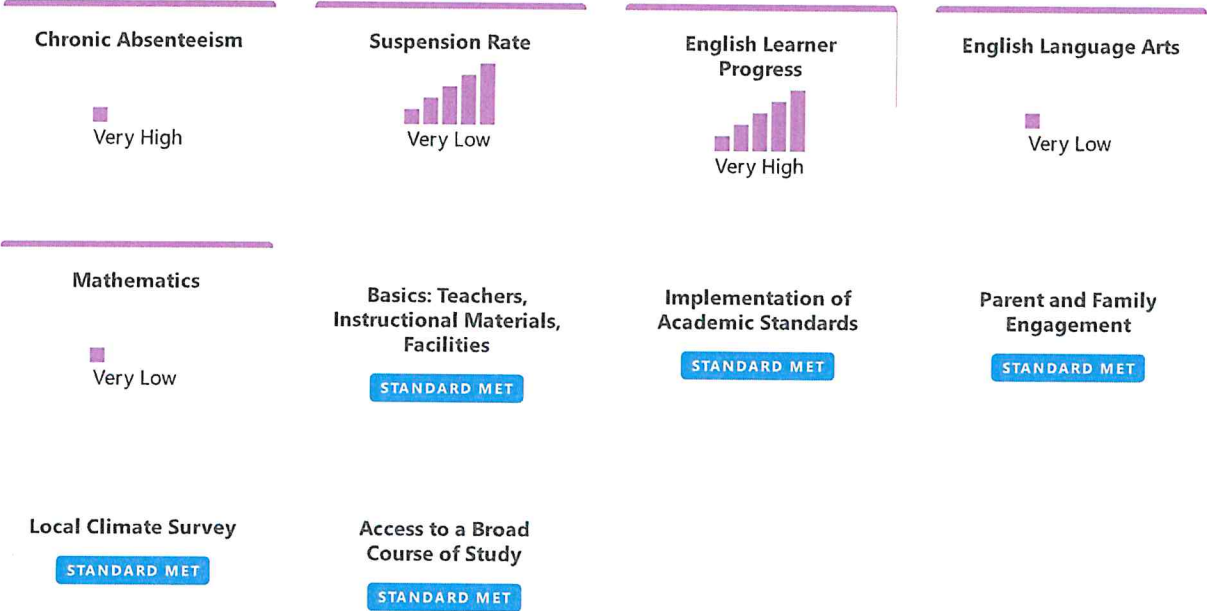 Chronic Absenteeism
Very High
Suspension Rate
Very Low
English Learner
Progress
Very High
English Language Arts
Very Low
Mathematics
Very Low
Basics: Teachers,
Instructional Materials,
Facilities
STANDARD MET
Implementation of
Academic Standards
STANDARD MET
Parent and Family
Engagement
STANDARD MET
Local Climate Survey
STANDARD MET
Access to a Broad
Course of Study
STANDARD MET